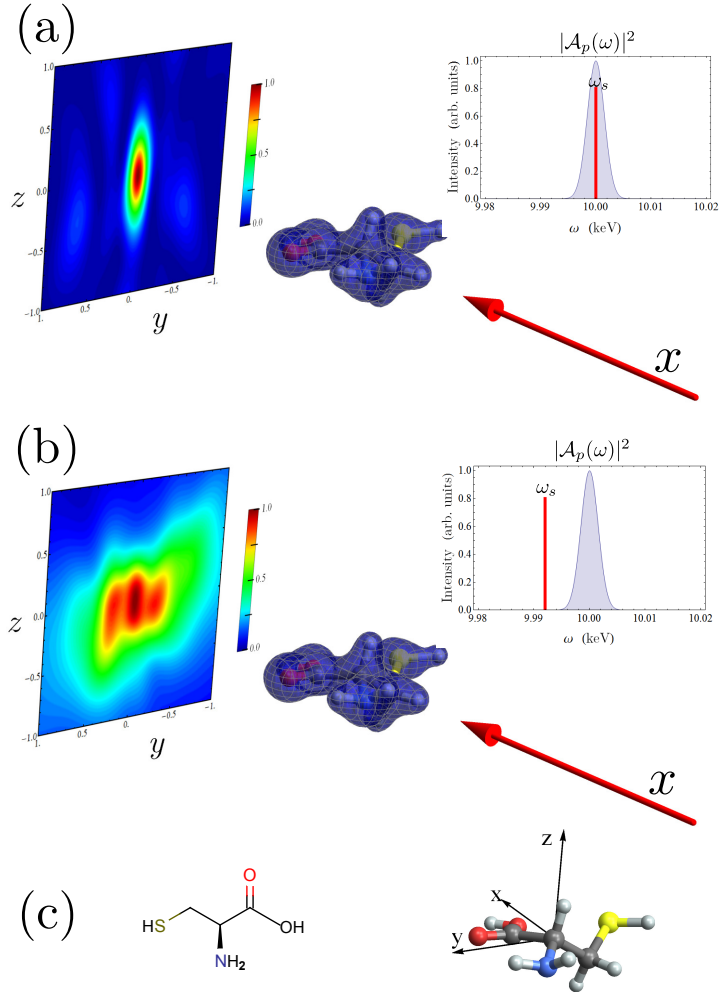 (a)
|𝒜ₚ(ω)|²
1.0
0.5
0.0
-0.5
-1.0
z
1.
0.5
0.
-0.5
-1.
y
1.0
0.5
0.0
Intensity (arb. units)
1.0
0.8
0.6
0.4
0.2
0.0
ωₛ
9.98
9.99
10.00
10.01
10.02
ω (keV)
x
(b)
|𝒜ₚ(ω)|²
1.0
0.5
0.0
-0.5
-1.0
z
1.
0.5
0.
-0.5
-1.
y
1.0
0.5
0.0
Intensity (arb. units)
1.0
0.8
0.6
0.4
0.2
0.0
ωₛ
9.98
9.99
10.00
10.01
10.02
ω (keV)
x
(c)
O
HS
OH
NH₂
z
x
y